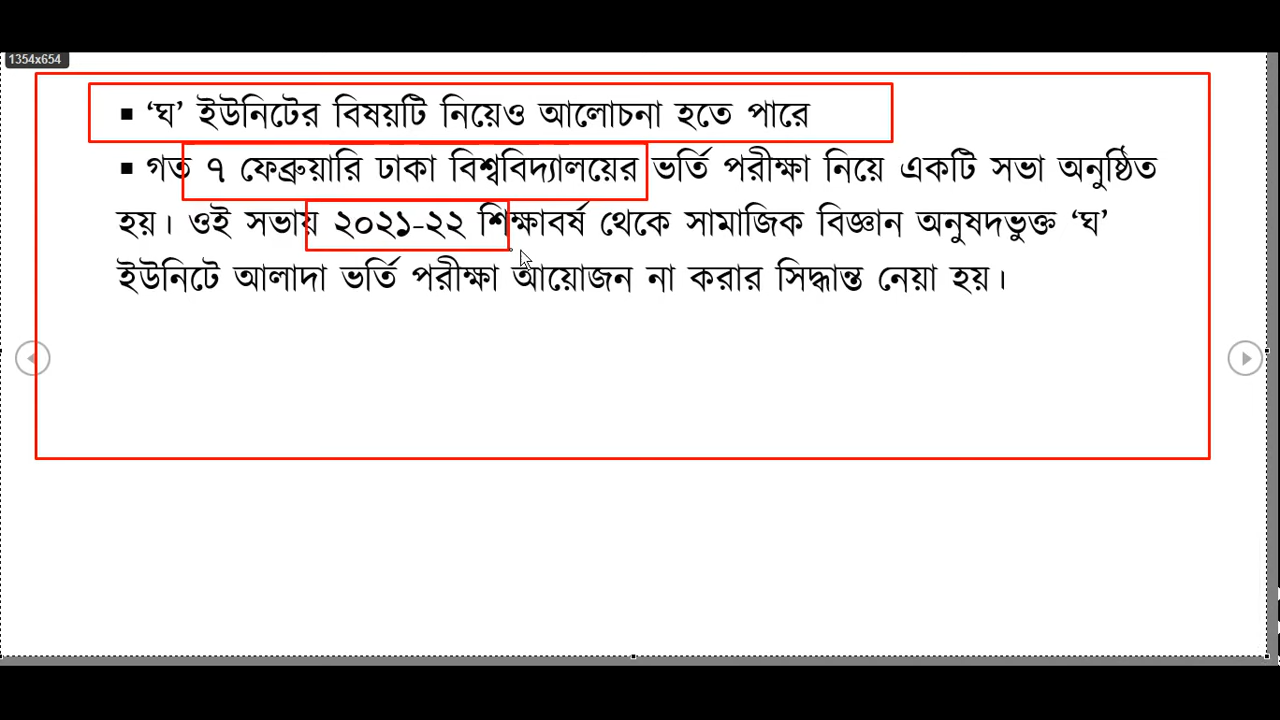 1354x654
▪ ‘ঘ’ ইউনিটের বিষয়টি নিয়েও আলোচনা হতে পারে
▪ গত ৭ ফেব্রুয়ারি ঢাকা বিশ্ববিদ্যালয়ের ভর্তি পরীক্ষা নিয়ে একটি সভা অনুষ্ঠিত
হয়। ওই সভায় ২০২১-২২ শিক্ষাবর্ষ থেকে সামাজিক বিজ্ঞান অনুষদভুক্ত ‘ঘ’
ইউনিটে আলাদা ভর্তি পরীক্ষা আয়োজন না করার সিদ্ধান্ত নেয়া হয়।